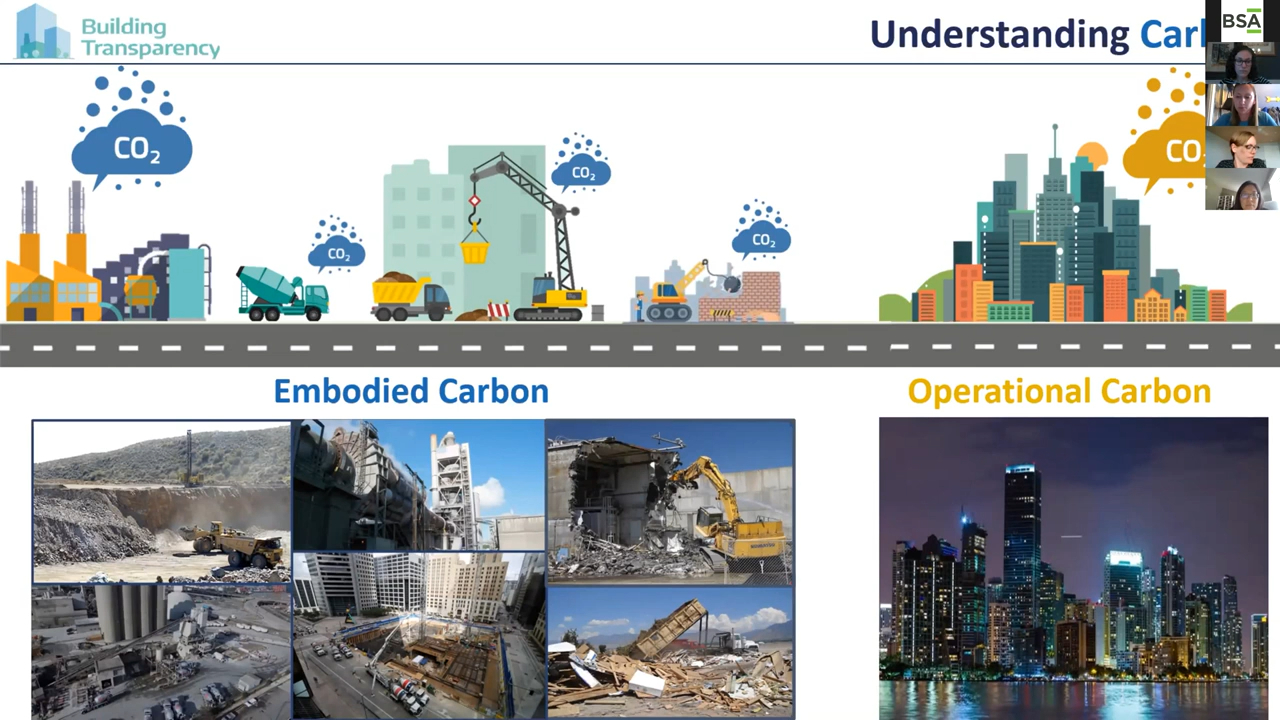 Building
Transparency
Understanding Carl
BSA
CO₂
CO₂
CO₂
CO₂
CO
Embodied Carbon
Operational Carbon